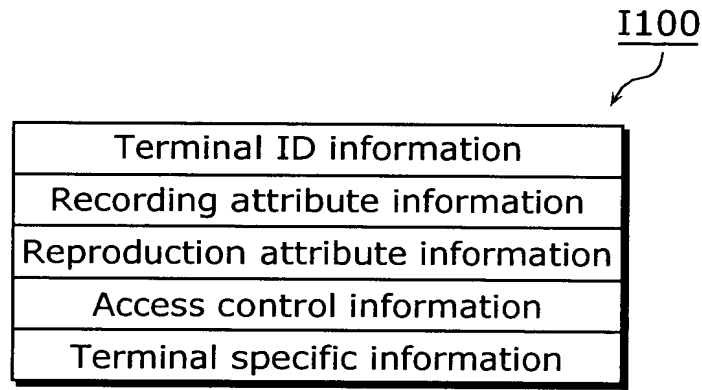 I100
Terminal ID information
Recording attribute information
Reproduction attribute information
Access control information
Terminal specific information